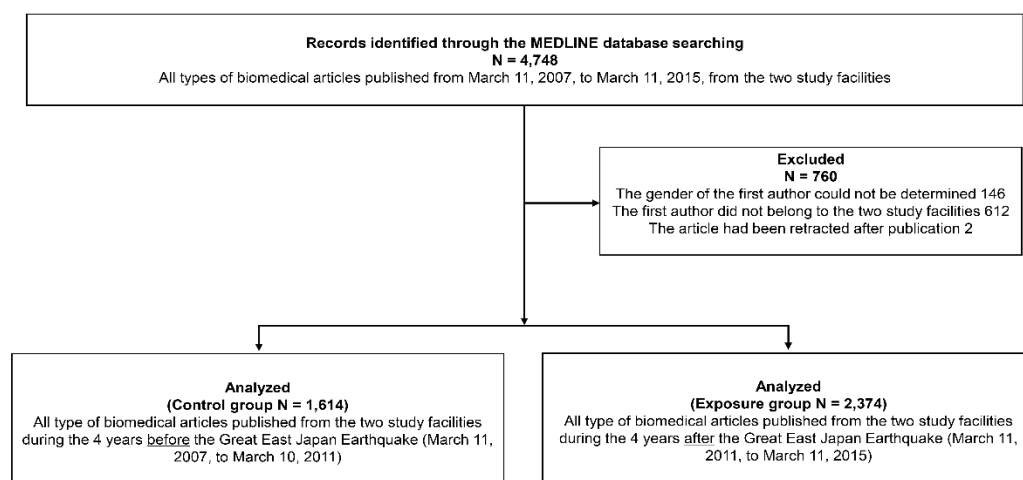 Records identified through the MEDLINE database searching
N = 4,748
All types of biomedical articles published from March 11, 2007, to March 11, 2015, from the two study facilities
Excluded
N = 760
The gender of the first author could not be determined 146
The first author did not belong to the two study facilities 612
The article had been retracted after publication 2
Analyzed
(Control group N = 1,614)
All type of biomedical articles published from the two study facilities
during the 4 years before the Great East Japan Earthquake (March 11,
2007, to March 10, 2011)
Analyzed
(Exposure group N = 2,374)
All type of biomedical articles published from the two study facilities
during the 4 years after the Great East Japan Earthquake (March 11,
2011, to March 11, 2015)